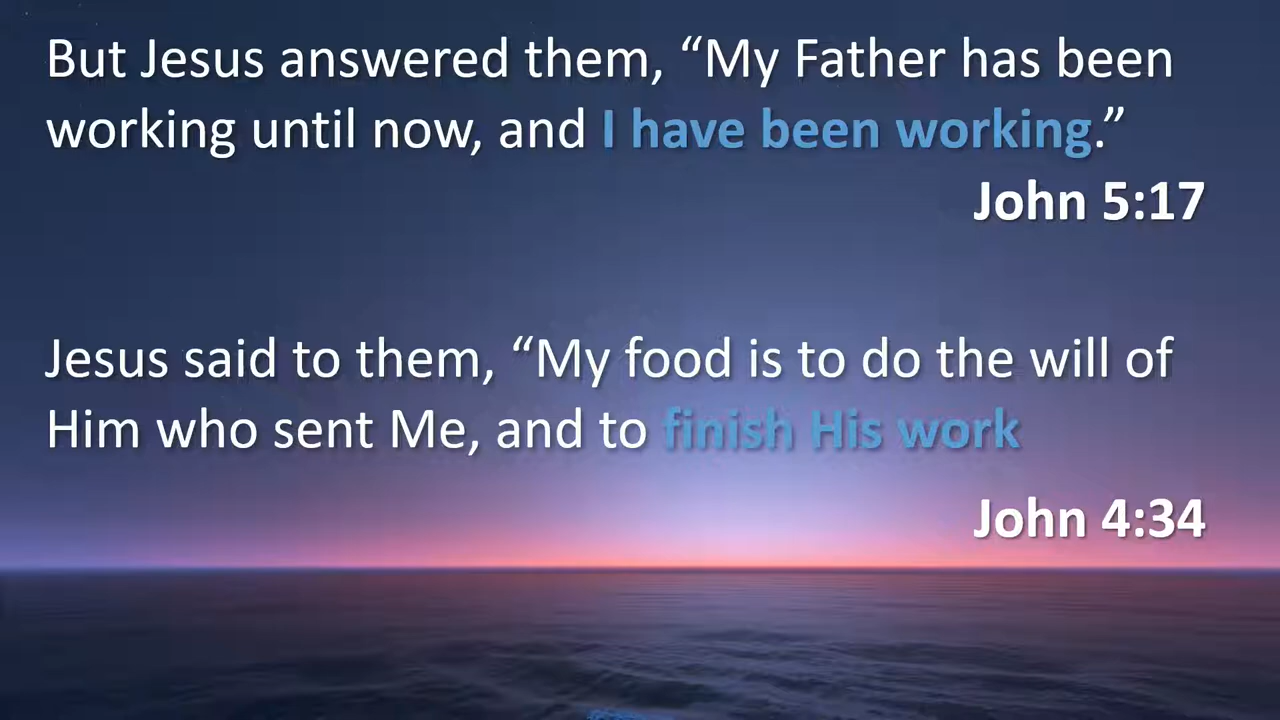 But Jesus answered them, “My Father has been
working until now, and I have been working.”
John 5:17
Jesus said to them, “My food is to do the will of
Him who sent Me, and to finish His work
John 4:34